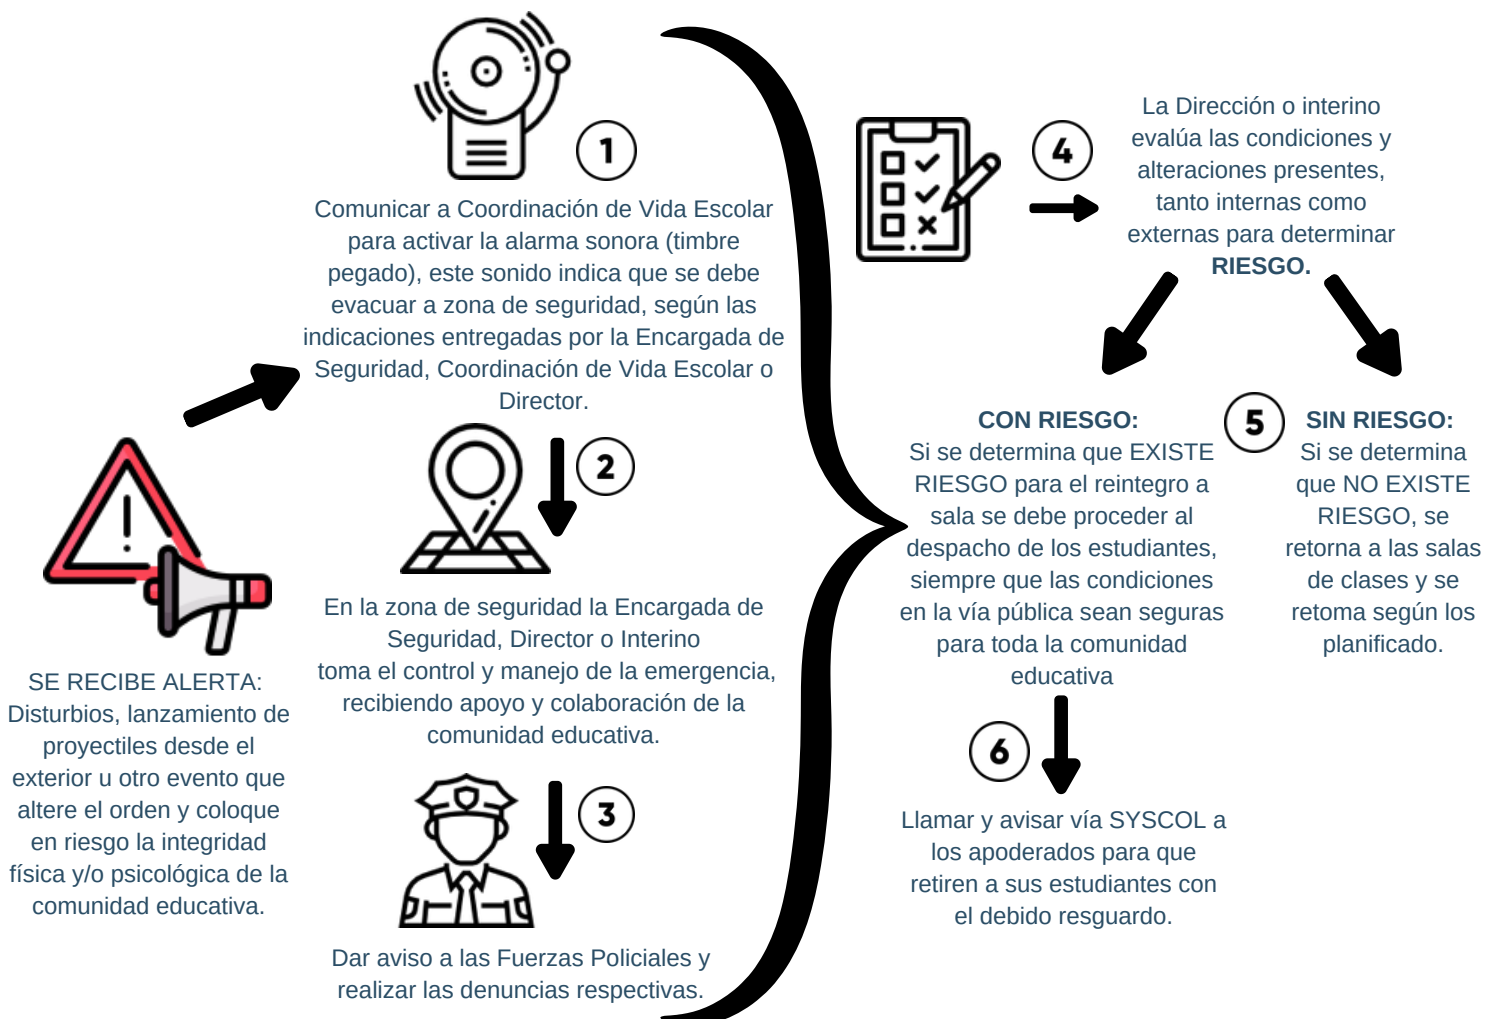 SE RECIBE ALERTA:
Disturbios, lanzamiento de
proyectiles desde el
exterior u otro evento que
altere el orden y coloque
en riesgo la integridad
física y/o psicológica de la
comunidad educativa.
1
Comunicar a Coordinación de Vida Escolar
para activar la alarma sonora (timbre
pegado), este sonido indica que se debe
evacuar a zona de seguridad, según las
indicaciones entregadas por la Encargada de
Seguridad, Coordinación de Vida Escolar o
Director.
2
En la zona de seguridad la Encargada de
Seguridad, Director o Interino
toma el control y manejo de la emergencia,
recibiendo apoyo y colaboración de la
comunidad educativa.
3
Dar aviso a las Fuerzas Policiales y
realizar las denuncias respectivas.
4
La Dirección o interino
evalúa las condiciones y
alteraciones presentes,
tanto internas como
externas para determinar
RIESGO.
5
CON RIESGO:
Si se determina que EXISTE
RIESGO para el reintegro a
sala se debe proceder al
despacho de los estudiantes,
siempre que las condiciones
en la vía pública sean seguras
para toda la comunidad
educativa
SIN RIESGO:
Si se determina
que NO EXISTE
RIESGO, se
retorna a las salas
de clases y se
retoma según los
planificado.
6
Llamar y avisar vía SYSCOL a
los apoderados para que
retiren a sus estudiantes con
el debido resguardo.